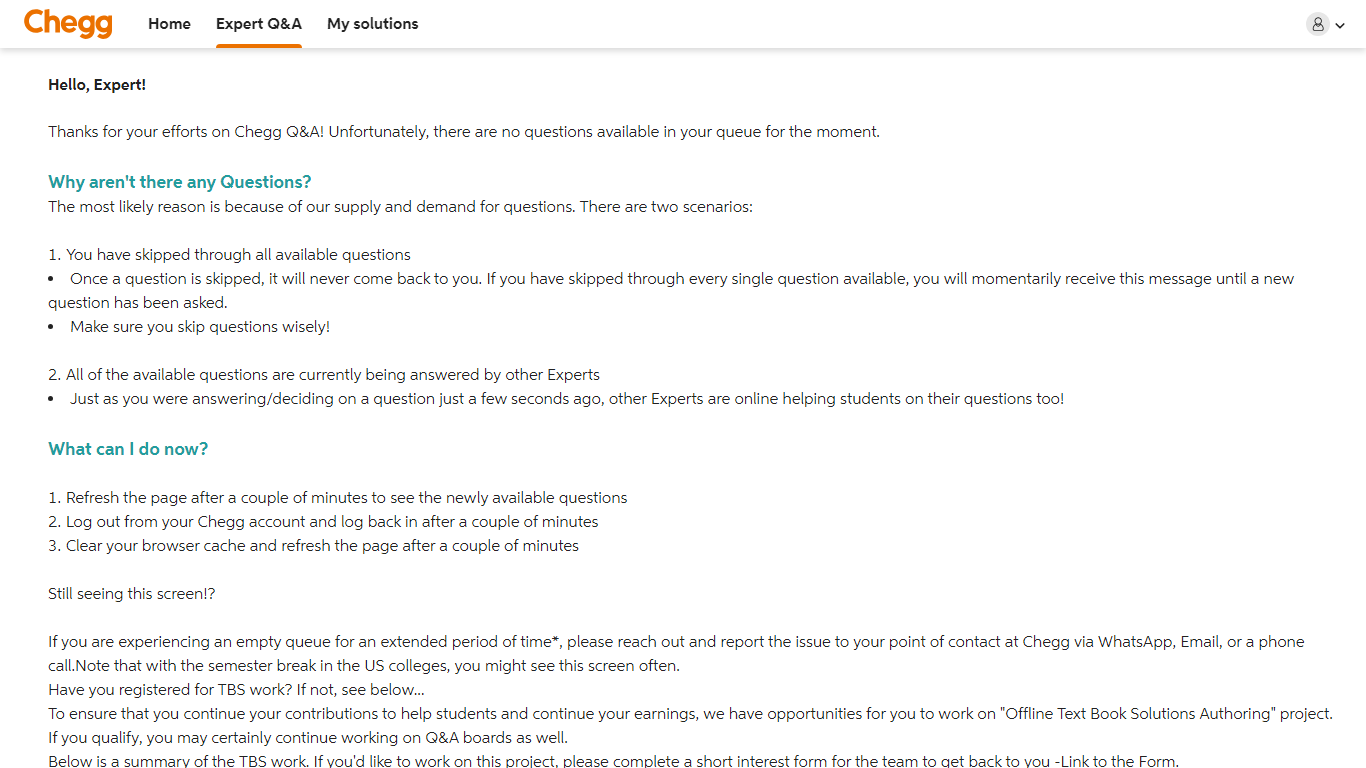 Chegg
Home
Expert Q&A
My solutions
Hello, Expert!
Thanks for your efforts on Chegg Q&A! Unfortunately, there are no questions available in your queue for the moment.
Why aren't there any Questions?
The most likely reason is because of our supply and demand for questions. There are two scenarios:
1. You have skipped through all available questions
• Once a question is skipped, it will never come back to you. If you have skipped through every single question available, you will momentarily receive this message until a new
question has been asked.
• Make sure you skip questions wisely!
2. All of the available questions are currently being answered by other Experts
• Just as you were answering/deciding on a question just a few seconds ago, other Experts are online helping students on their questions too!
What can I do now?
1. Refresh the page after a couple of minutes to see the newly available questions
2. Log out from your Chegg account and log back in after a couple of minutes
3. Clear your browser cache and refresh the page after a couple of minutes
Still seeing this screen!?
If you are experiencing an empty queue for an extended period of time*, please reach out and report the issue to your point of contact at Chegg via WhatsApp, Email, or a phone
call.Note that with the semester break in the US colleges, you might see this screen often.
Have you registered for TBS work? If not, see below...
To ensure that you continue your contributions to help students and continue your earnings, we have opportunities for you to work on "Offline Text Book Solutions Authoring" project.
If you qualify, you may certainly continue working on Q&A boards as well.
Below is a summary of the TBS work. If you'd like to work on this project, please complete a short interest form for the team to get back to you -Link to the Form.